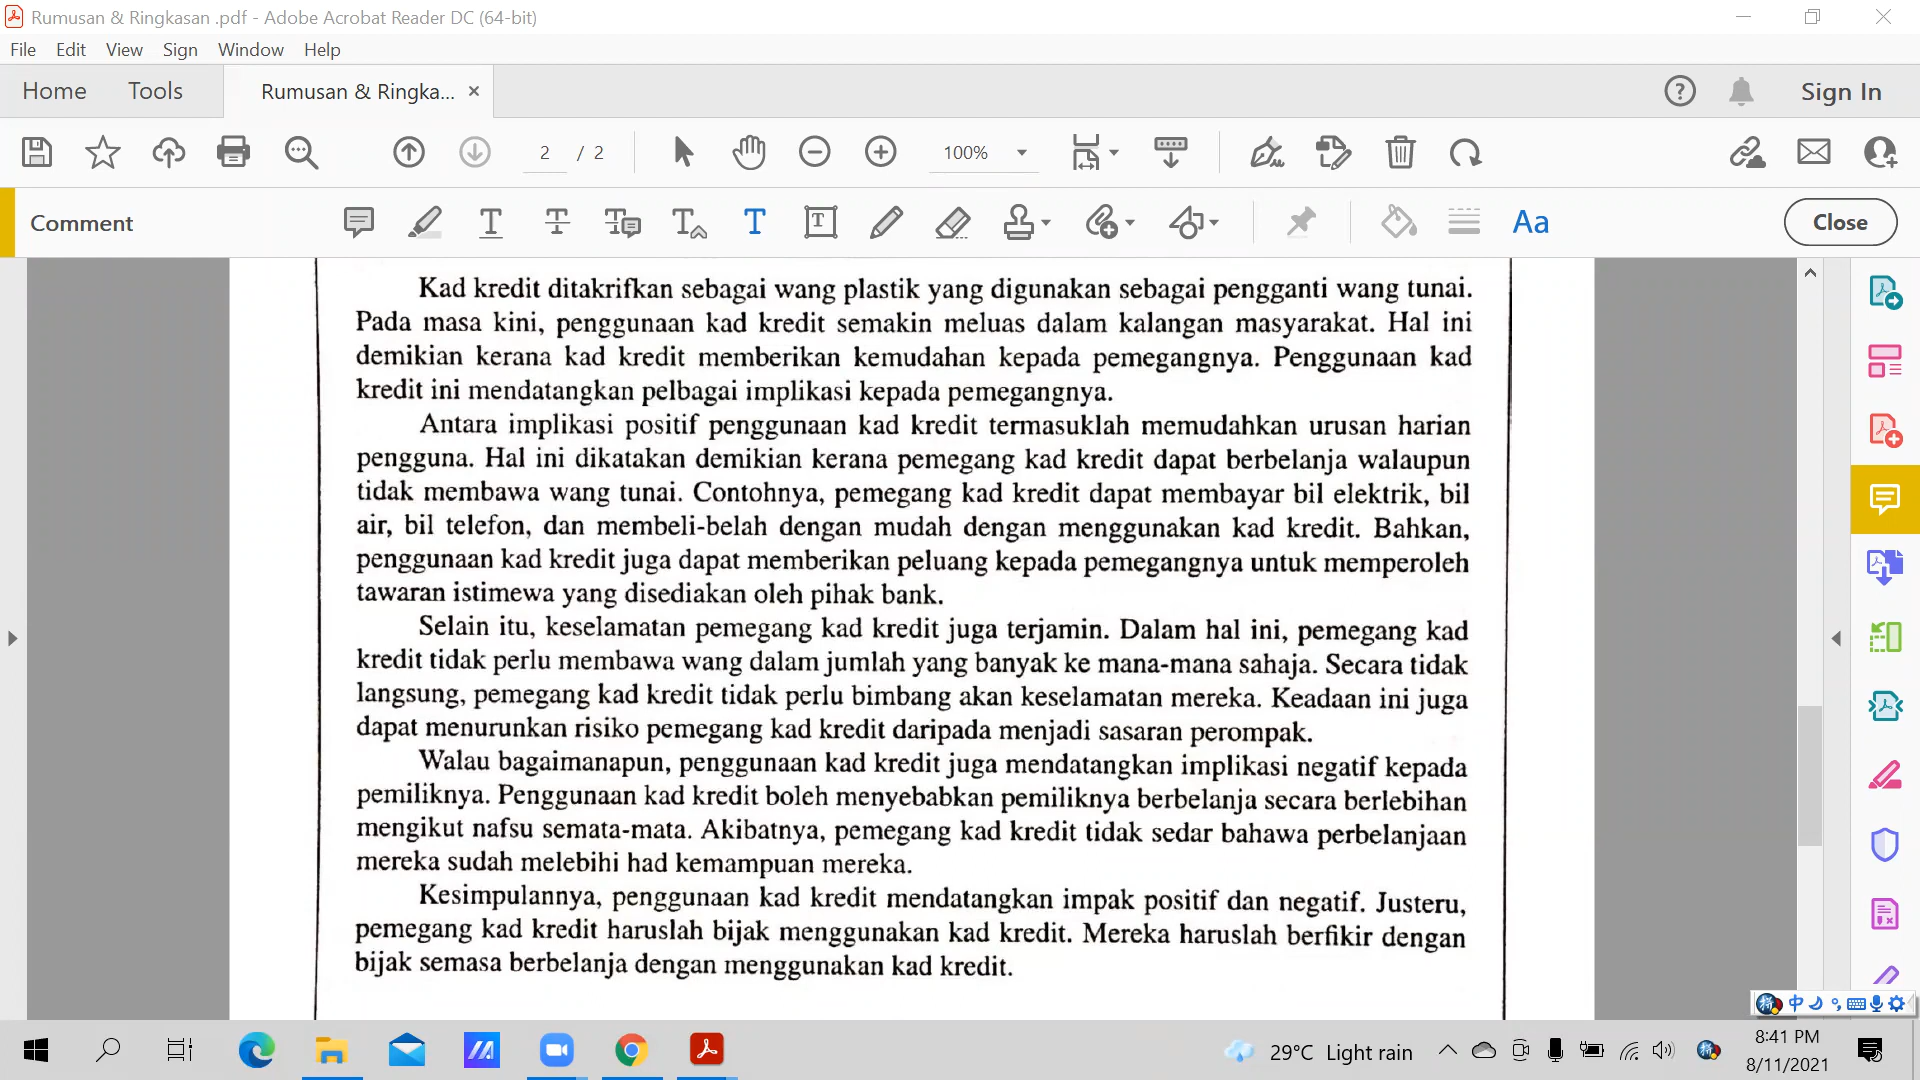 Rumusan & Ringkasan .pdf - Adobe Acrobat Reader DC (64-bit)
File Edit View Sign Window Help
Home Tools Rumusan & Ringka... × Sign In
2 / 2 100%
Comment Aa Close
Kad kredit ditakrifkan sebagai wang plastik yang digunakan sebagai pengganti wang tunai.
Pada masa kini, penggunaan kad kredit semakin meluas dalam kalangan masyarakat. Hal ini
demikian kerana kad kredit memberikan kemudahan kepada pemegangnya. Penggunaan kad
kredit ini mendatangkan pelbagai implikasi kepada pemegangnya.
Antara implikasi positif penggunaan kad kredit termasuklah memudahkan urusan harian
pengguna. Hal ini dikatakan demikian kerana pemegang kad kredit dapat berbelanja walaupun
tidak membawa wang tunai. Contohnya, pemegang kad kredit dapat membayar bil elektrik, bil
air, bil telefon, dan membeli-belah dengan mudah dengan menggunakan kad kredit. Bahkan,
penggunaan kad kredit juga dapat memberikan peluang kepada pemegangnya untuk memperoleh
tawaran istimewa yang disediakan oleh pihak bank.
Selain itu, keselamatan pemegang kad kredit juga terjamin. Dalam hal ini, pemegang kad
kredit tidak perlu membawa wang dalam jumlah yang banyak ke mana-mana sahaja. Secara tidak
langsung, pemegang kad kredit tidak perlu bimbang akan keselamatan mereka. Keadaan ini juga
dapat menurunkan risiko pemegang kad kredit daripada menjadi sasaran perompak.
Walau bagaimanapun, penggunaan kad kredit juga mendatangkan implikasi negatif kepada
pemiliknya. Penggunaan kad kredit boleh menyebabkan pemiliknya berbelanja secara berlebihan
mengikut nafsu semata-mata. Akibatnya, pemegang kad kredit tidak sedar bahawa perbelanjaan
mereka sudah melebihi had kemampuan mereka.
Kesimpulannya, penggunaan kad kredit mendatangkan impak positif dan negatif. Justeru,
pemegang kad kredit haruslah bijak menggunakan kad kredit. Mereka haruslah berfikir dengan
bijak semasa berbelanja dengan menggunakan kad kredit.
中
29°C Light rain
8:41 PM
8/11/2021